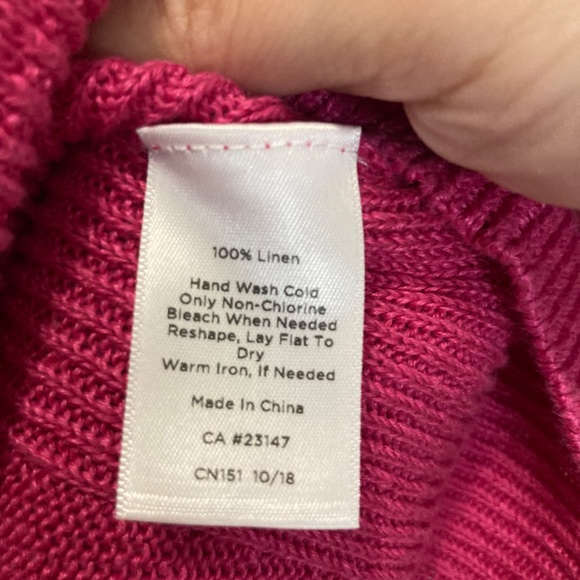 100% Linen
Hand Wash Cold
Only Non-Chlorine
Bleach When Needed
Reshape, Lay Flat To
Dry
Warm Iron, If Needed
Made In China
CA #23147
CN151 10/18